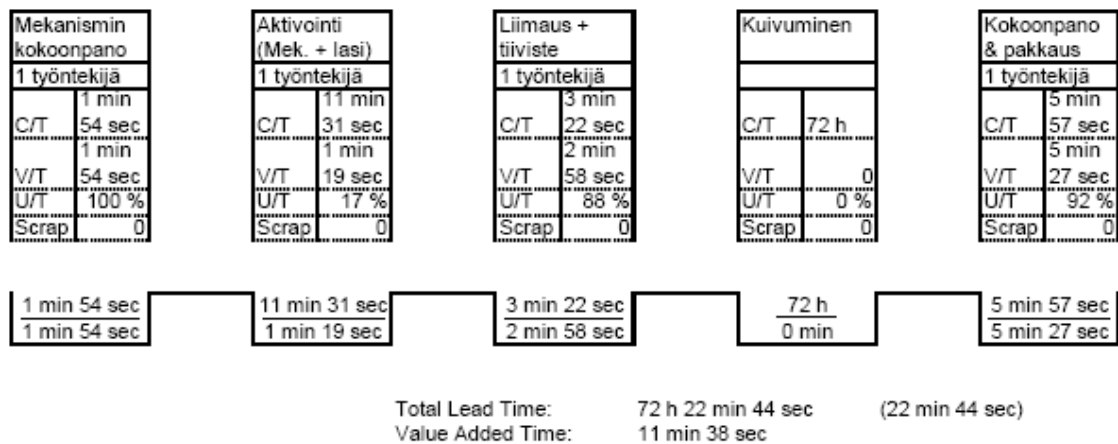 Mekanismin
kokoonpano
1 työntekijä
C/T 1 min
54 sec
V/T 1 min
54 sec
U/T 100 %
Scrap 0
Aktivointi
(Mek. + lasi)
1 työntekijä
C/T 11 min
31 sec
V/T 1 min
19 sec
U/T 17 %
Scrap 0
Liimaus +
tiiviste
1 työntekijä
C/T 3 min
22 sec
V/T 2 min
58 sec
U/T 88 %
Scrap 0
Kuivuminen
C/T 72 h
V/T 0
U/T 0 %
Scrap 0
Kokoonpano
& pakkaus
1 työntekijä
C/T 5 min
57 sec
V/T 5 min
27 sec
U/T 92 %
Scrap 0
1 min 54 sec
1 min 54 sec
11 min 31 sec
1 min 19 sec
3 min 22 sec
2 min 58 sec
72 h
0 min
5 min 57 sec
5 min 27 sec
Total Lead Time: 72 h 22 min 44 sec (22 min 44 sec)
Value Added Time: 11 min 38 sec